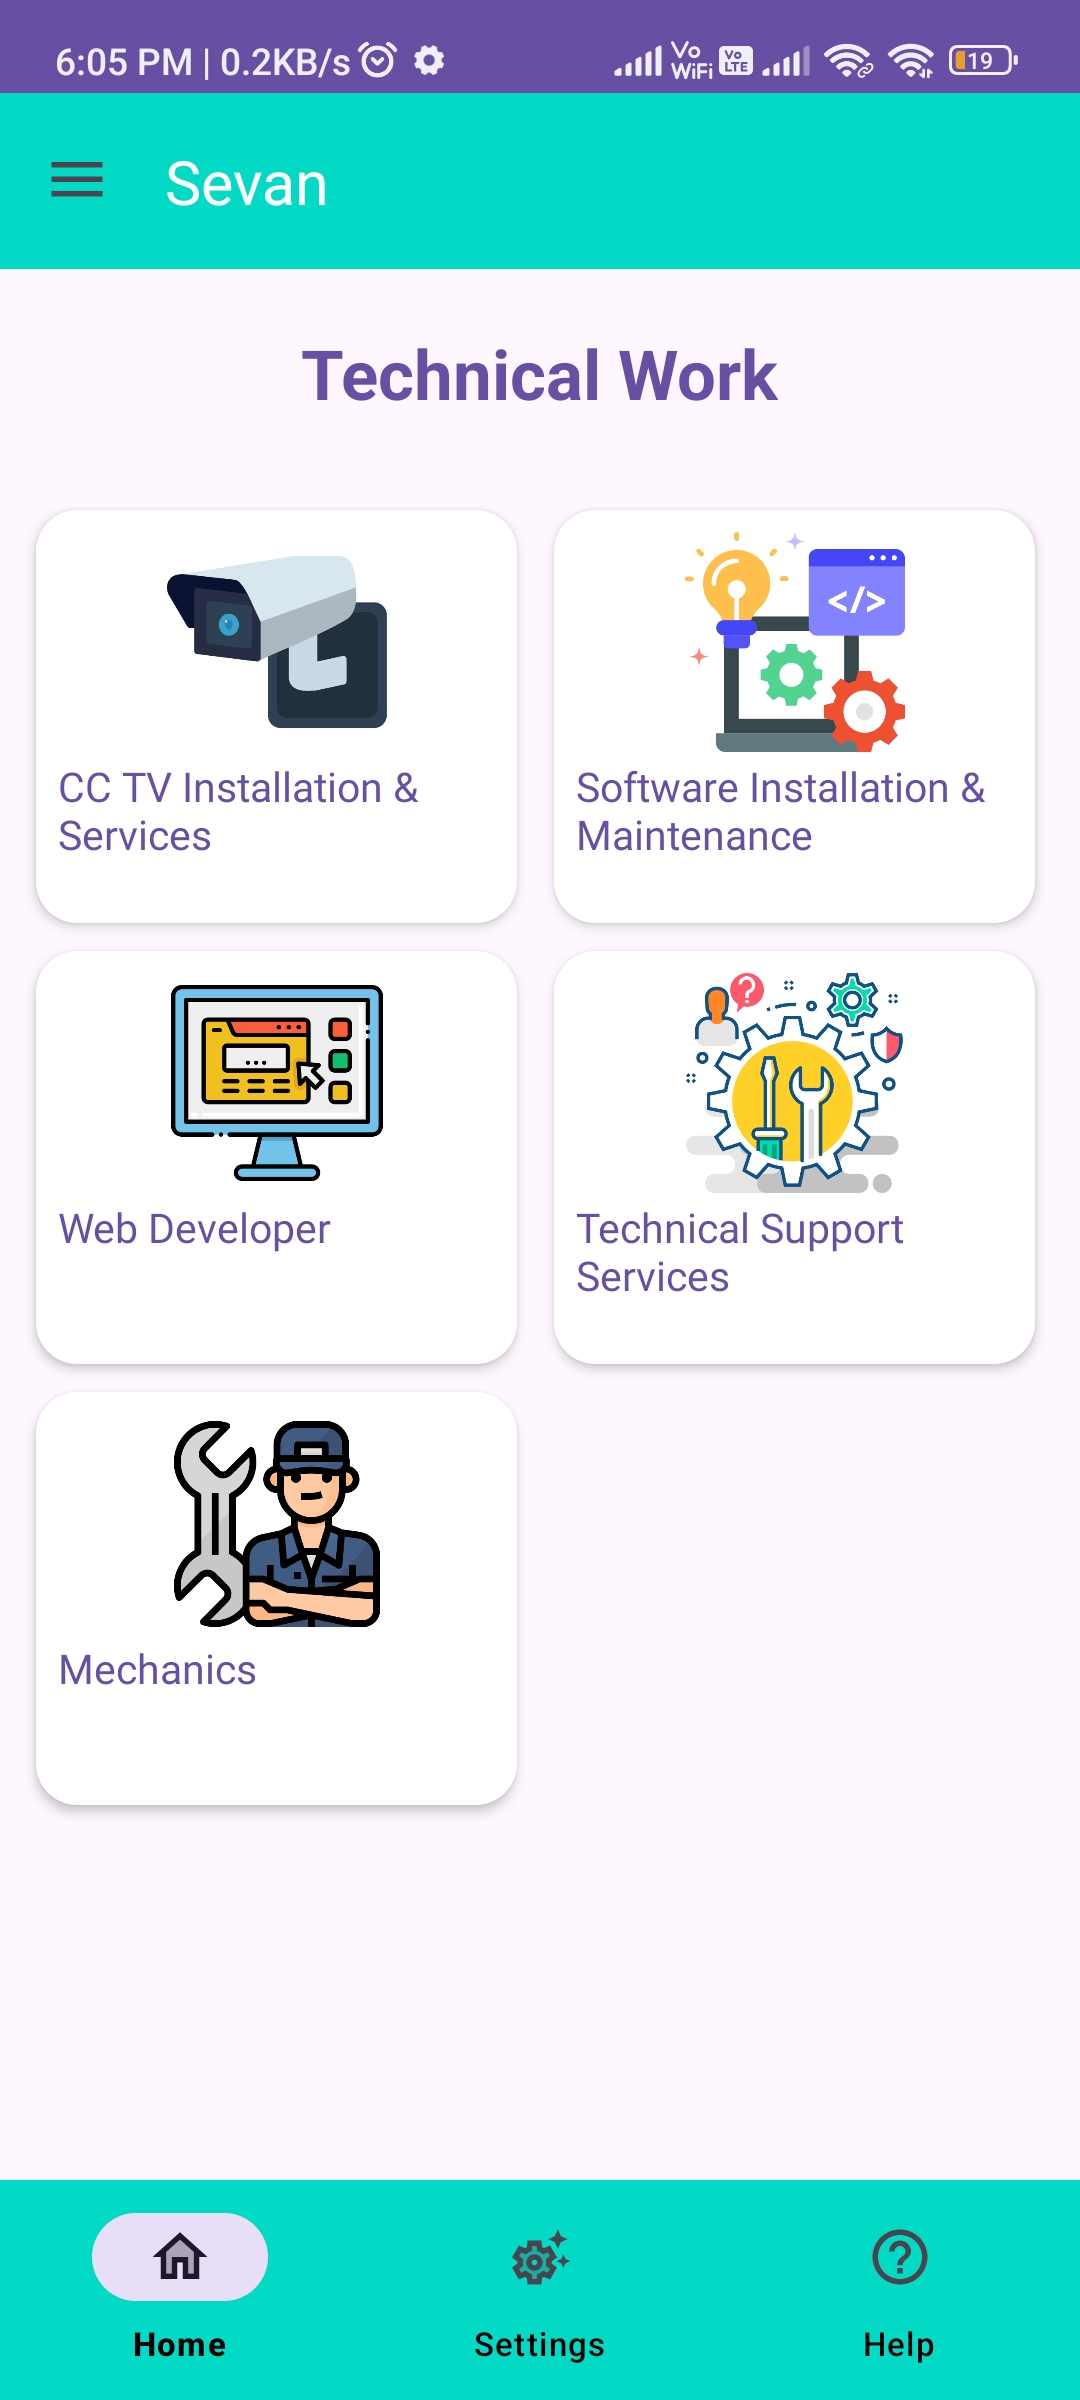 6:05 PM | 0.2KB/s Vo WiFi Vo LTE 19
Sevan
Technical Work
</>
CC TV Installation &
Services
Software Installation &
Maintenance
Web Developer
Technical Support
Services
Mechanics
Home
Settings
Help